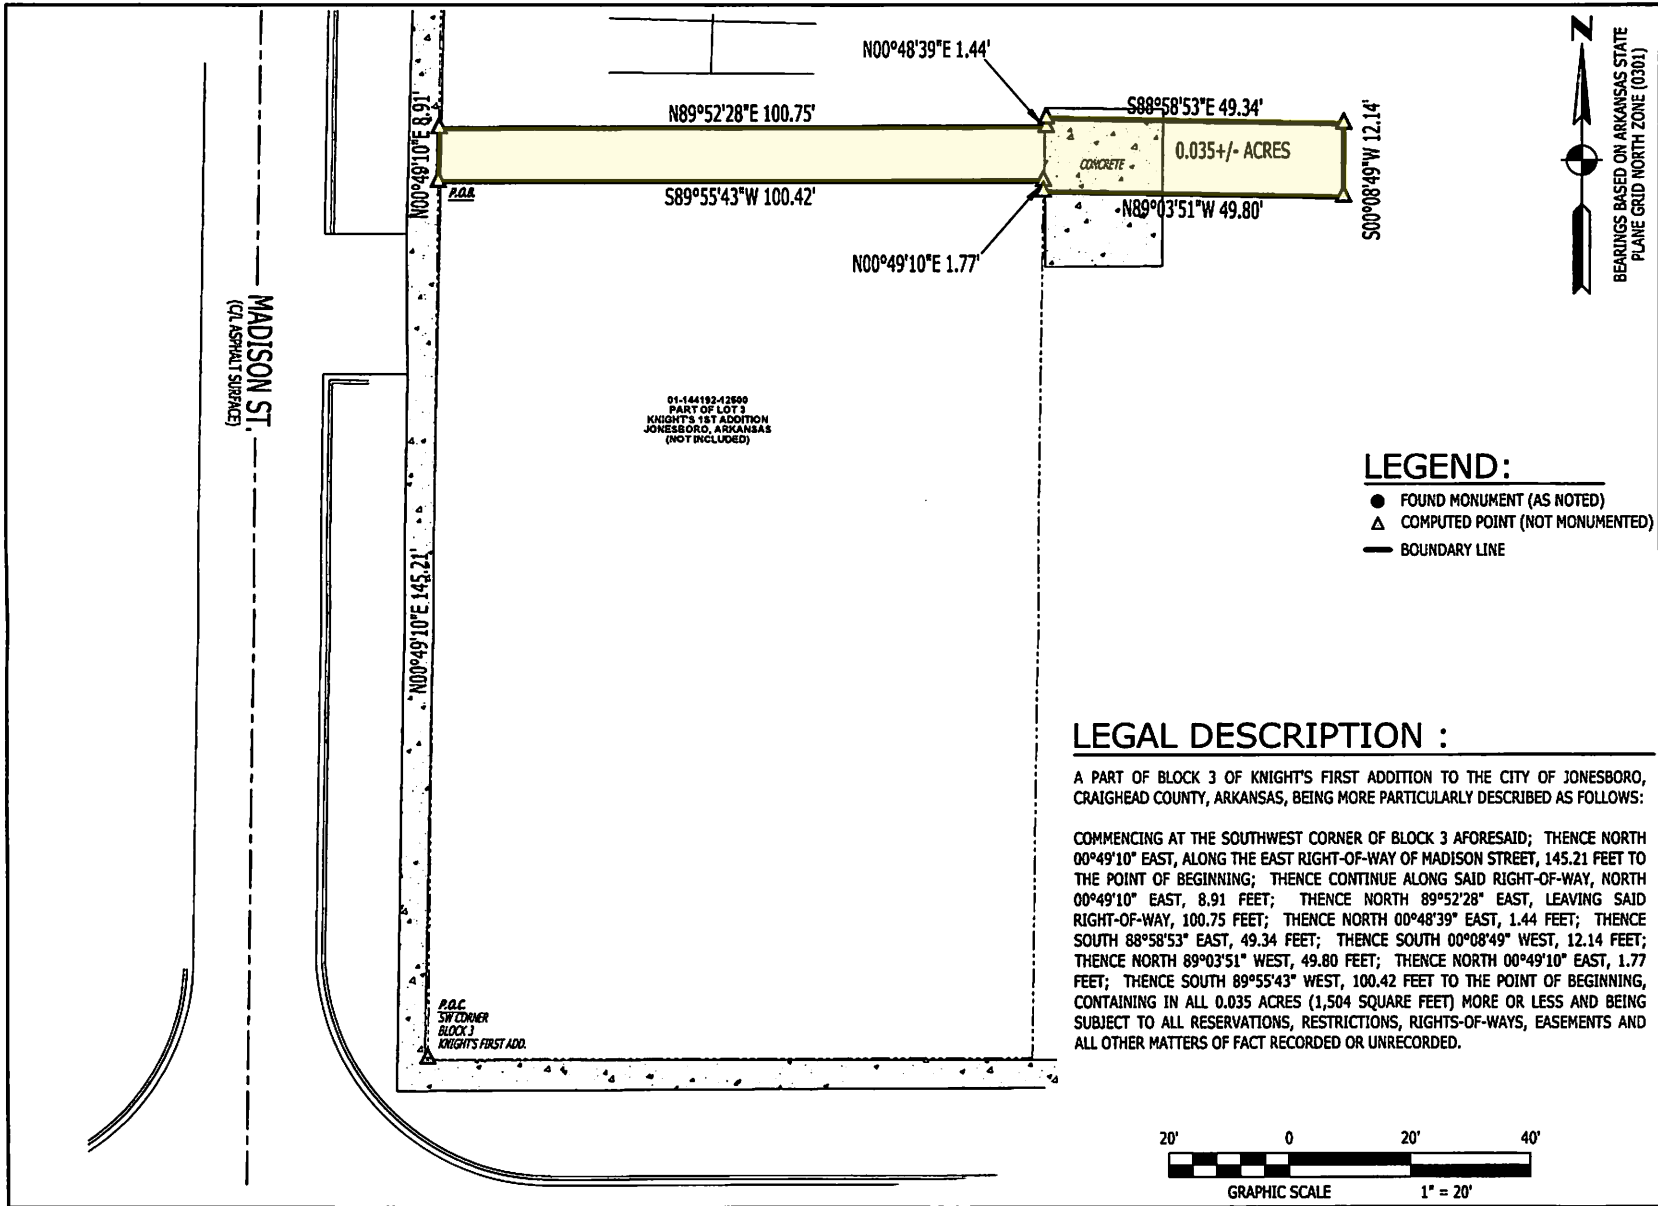 N00°48'39"E 1.44'
N89°52'28"E 100.75'
S88°58'53"E 49.34'
N00°49'10"E 8.91'
0.035+/- ACRES
CONCRETE
S00°08'49"W 12.14'
P.O.B.
S89°55'43"W 100.42'
N89°03'51"W 49.80'
N00°49'10"E 1.77'
N
BEARINGS BASED ON ARKANSAS STATE
PLANE GRID NORTH ZONE (0301)
MADISON ST.
(C/L ASPHALT SURFACE)
01-144192-12600
PART OF LOT 3
KNIGHT'S 1ST ADDITION
JONESBORO, ARKANSAS
(NOT INCLUDED)
LEGEND:
FOUND MONUMENT (AS NOTED)
COMPUTED POINT (NOT MONUMENTED)
BOUNDARY LINE
N00°49'10"E 145.21'
LEGAL DESCRIPTION :
A PART OF BLOCK 3 OF KNIGHT'S FIRST ADDITION TO THE CITY OF JONESBORO,
CRAIGHEAD COUNTY, ARKANSAS, BEING MORE PARTICULARLY DESCRIBED AS FOLLOWS:
COMMENCING AT THE SOUTHWEST CORNER OF BLOCK 3 AFORESAID; THENCE NORTH
00°49'10" EAST, ALONG THE EAST RIGHT-OF-WAY OF MADISON STREET, 145.21 FEET TO
THE POINT OF BEGINNING; THENCE CONTINUE ALONG SAID RIGHT-OF-WAY, NORTH
00°49'10" EAST, 8.91 FEET; THENCE NORTH 89°52'28" EAST, LEAVING SAID
RIGHT-OF-WAY, 100.75 FEET; THENCE NORTH 00°48'39" EAST, 1.44 FEET; THENCE
SOUTH 88°58'53" EAST, 49.34 FEET; THENCE SOUTH 00°08'49" WEST, 12.14 FEET;
THENCE NORTH 89°03'51" WEST, 49.80 FEET; THENCE NORTH 00°49'10" EAST, 1.77
FEET; THENCE SOUTH 89°55'43" WEST, 100.42 FEET TO THE POINT OF BEGINNING,
CONTAINING IN ALL 0.035 ACRES (1,504 SQUARE FEET) MORE OR LESS AND BEING
SUBJECT TO ALL RESERVATIONS, RESTRICTIONS, RIGHTS-OF-WAYS, EASEMENTS AND
ALL OTHER MATTERS OF FACT RECORDED OR UNRECORDED.
P.O.C.
SW CORNER
BLOCK 3
KNIGHT'S FIRST ADD.
20' 0 20' 40'
GRAPHIC SCALE 1" = 20'